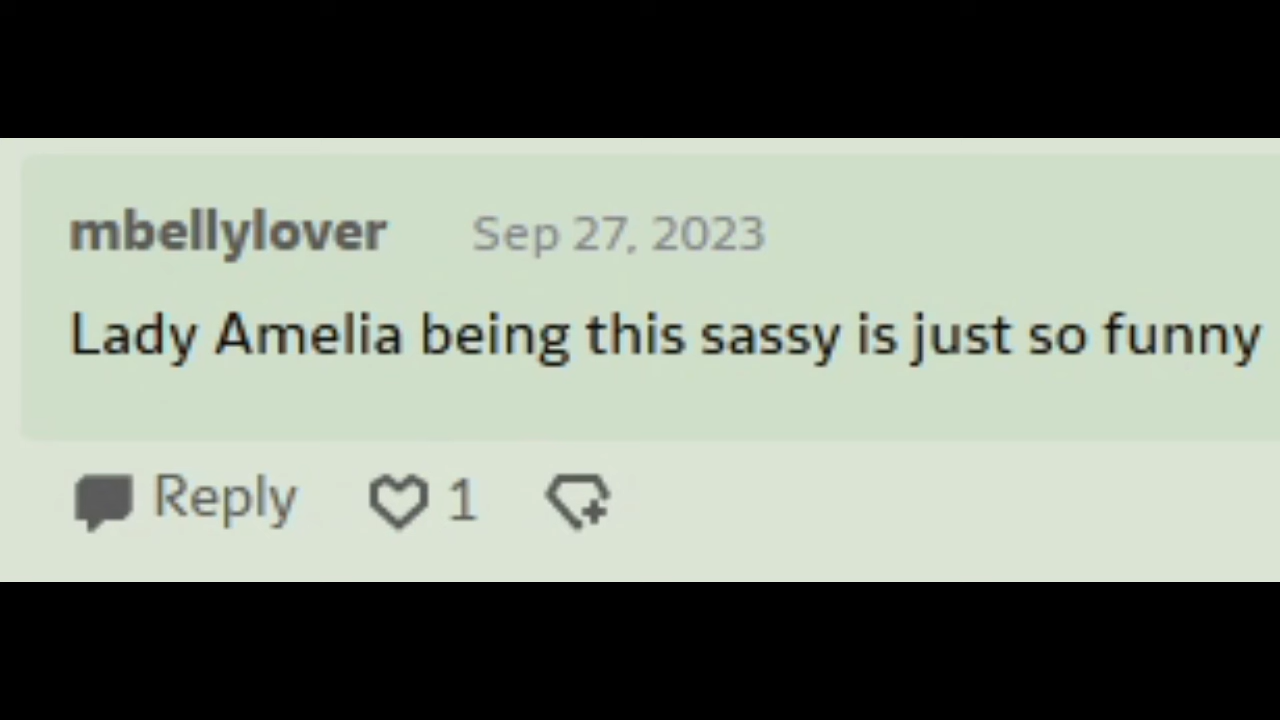 mbellylover Sep 27, 2023
Lady Amelia being this sassy is just so funny
Reply 1